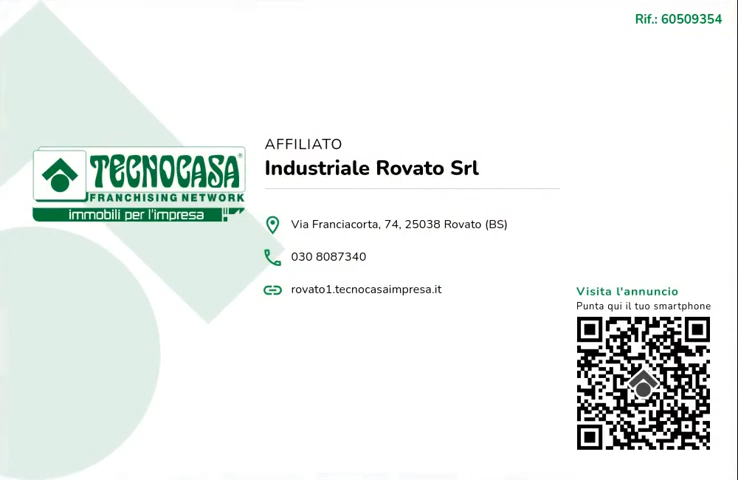 Rif.: 60509354
AFFILIATO
Industriale Rovato Srl
TECNOCASA
FRANCHISING NETWORK
immobili per l'impresa
Via Franciacorta, 74, 25038 Rovato (BS)
030 8087340
rovato1.tecnocasaimpresa.it
Visita l'annuncio
Punta qui il tuo smartphone